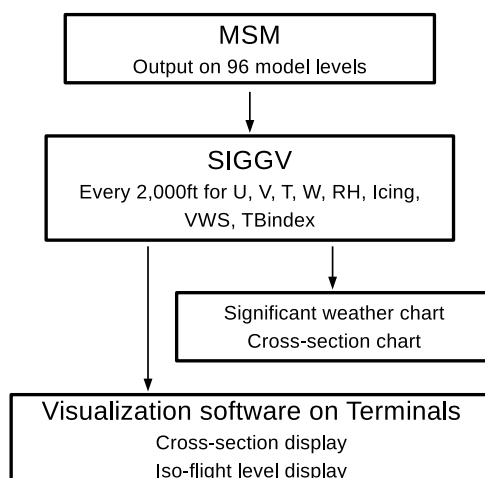 MSM
Output on 96 model levels
SIGGV
Every 2,000ft for U, V, T, W, RH, Icing,
VWS, TBindex
Significant weather chart
Cross-section chart
Visualization software on Terminals
Cross-section display
Iso-flight level display